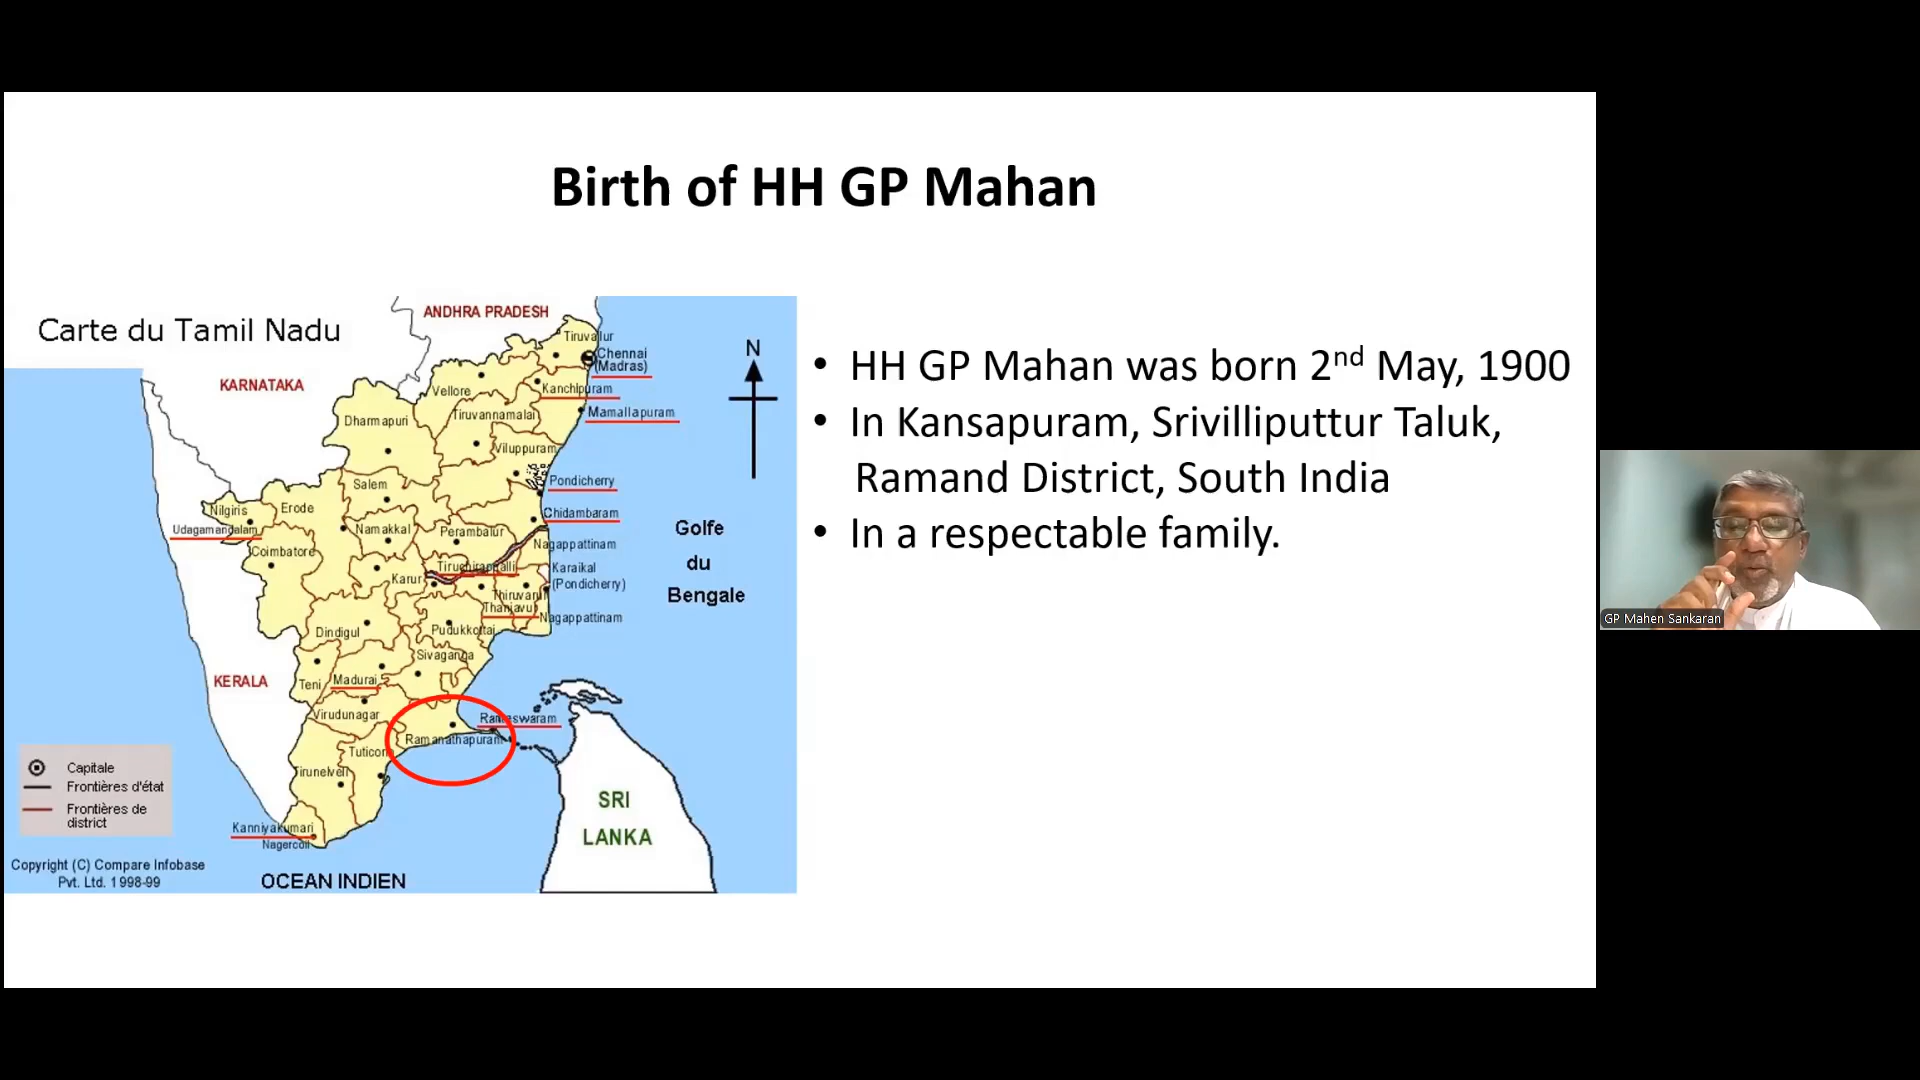 Birth of HH GP Mahan
Carte du Tamil Nadu
ANDHRA PRADESH
KARNATAKA
Tiruvallur
Chennai
(Madras)
Vellore
Kanchipuram
Mamallapuram
Tiruvannamalai
Dharmapuri
Viluppuram
Pondicherry
Salem
Chidambaram
Nilgiris
Erode
Udagamandalam
Namakkal
Perambalur
Nagappattinam
Coimbatore
Tiruchirappalli
Karur
Karaikal
(Pondicherry)
Thiruvarur
Thanjavur
Nagappattinam
Dindigul
Pudukkottai
Sivaganga
Teni
Madurai
KERALA
Virudunagar
Rameswaram
Ramanathapuram
Tuticorin
Tirunelveli
Kanniyakumari
Nagercoil
N
Golfe
du
Bengale
SRI
LANKA
OCEAN INDIEN
Capitale
Frontières d'état
Frontières de
district
Copyright (C) Compare Infobase
Pvt. Ltd. 1998-99
• HH GP Mahan was born 2nd May, 1900
• In Kansapuram, Srivilliputtur Taluk,
Ramand District, South India
• In a respectable family.
GP Mahen Sankaran